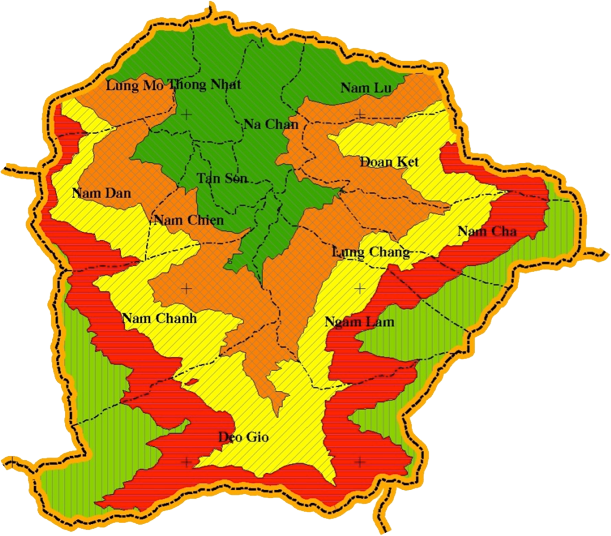 Lung Mo
Thong Nhat
Nam Lu
Na Chan
Doan Ket
Tan Son
Nam Dan
Nam Chien
Nam Cha
Lung Chang
Nam Chanh
Ngam Lam
Deo Gio